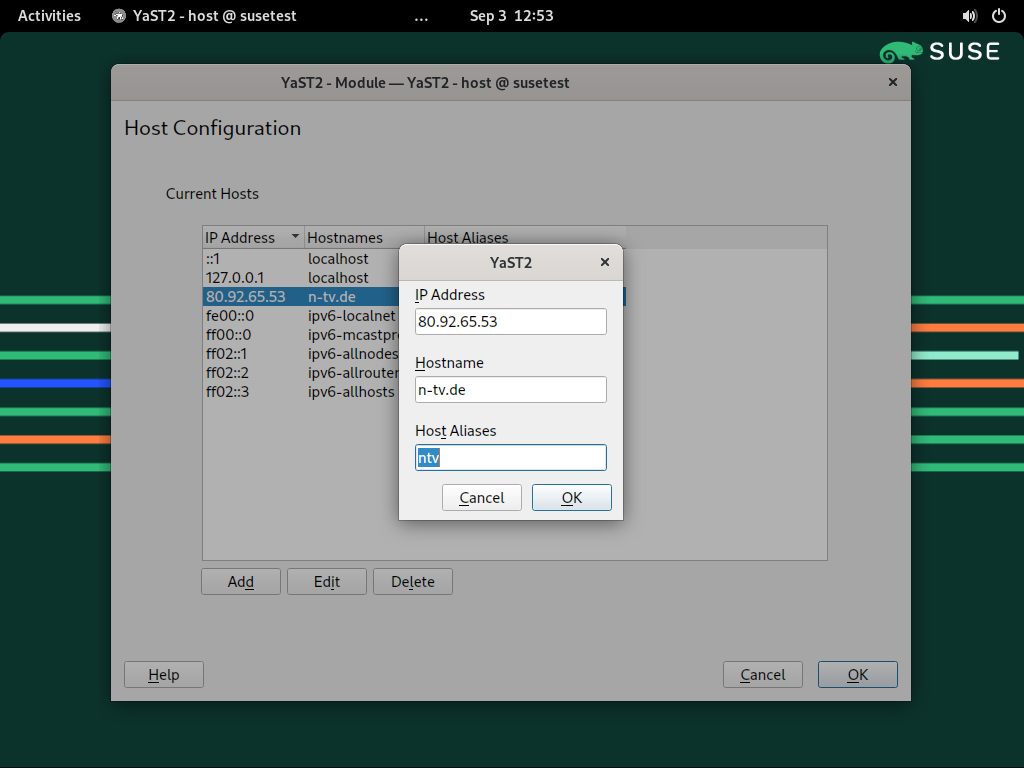 Activities YaST2 - host @ susetest ... Sep 3 12:53
SUSE
YaST2 - Module — YaST2 - host @ susetest
Host Configuration
Current Hosts
IP Address Hostnames Host Aliases
::1 localhost
127.0.0.1 localhost
80.92.65.53 n-tv.de
fe00::0 ipv6-localnet
ff00::0 ipv6-mcastpre
ff02::1 ipv6-allnodes
ff02::2 ipv6-allrouter
ff02::3 ipv6-allhosts
YaST2
IP Address
80.92.65.53
Hostname
n-tv.de
Host Aliases
ntv
Cancel OK
Add Edit Delete
Help Cancel OK